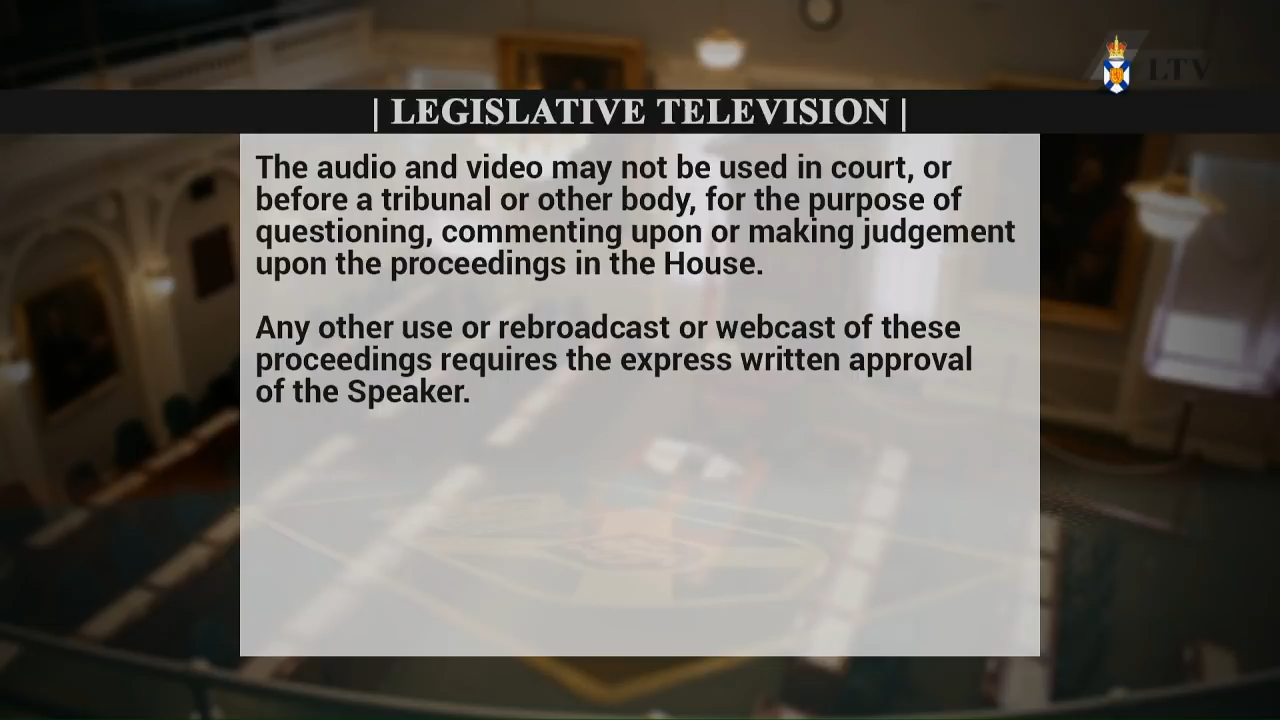 LTV
| LEGISLATIVE TELEVISION |
The audio and video may not be used in court, or
before a tribunal or other body, for the purpose of
questioning, commenting upon or making judgement
upon the proceedings in the House.
Any other use or rebroadcast or webcast of these
proceedings requires the express written approval
of the Speaker.